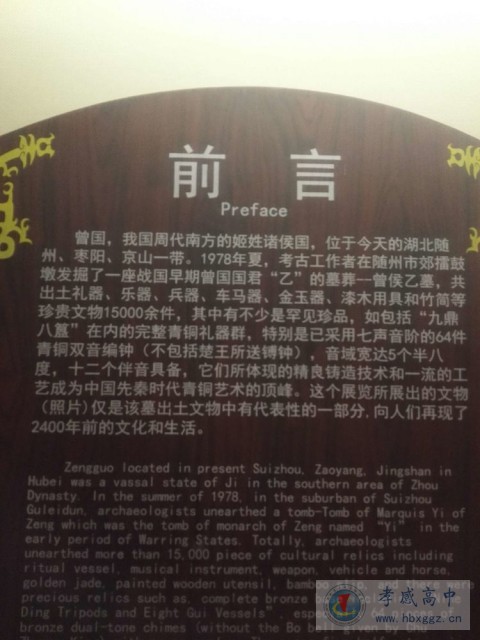 前言
Preface
曾国，我国周代南方的姬姓诸侯国，位于今天的湖北随
州、枣阳、京山一带。1978年夏，考古工作者在随州市郊擂鼓
墩发掘了一座战国早期曾国国君“乙”的墓葬--曾侯乙墓，共
出土礼器、乐器、兵器、车马器、金玉器、漆木用具和竹简等
珍贵文物15000余件，其中有不少是罕见珍品，如包括“九鼎
八簋”在内的完整青铜礼器群，特别是已采用七声音阶的64件
青铜双音编钟（不包括楚王所送镈钟），音域宽达5个半八
度，十二个伴音具备，它们所体现的精良铸造技术和一流的工
艺成为中国先秦时代青铜艺术的顶峰。这个展览所展出的文物
（照片)仅是该墓出土文物中有代表性的一部分,向人们再现了
2400年前的文化和生活。
Zengguo located in present Suizhou, Zaoyang, Jingshan in
Hubei was a vassal state of Ji in the southern area of Zhou
Dynasty. In the summer of 1978, in the suburban of Suizhou
Guleidun, archaeologists unearthed a tomb-Tomb of Marquis Yi of
Zeng which was the tomb of monarch of Zeng named “Yi” in the
early period of Warring States. Totally, archaeologists
unearthed more than 15,000 piece of cultural relics including
ritual vessel, musical instrument, weapon, vehicle and horse,
golden jade, painted wooden utensil, bamboo and there were
precious relics such as, complete bronze
Ding Tripods and Eight Gui Vessels”
bronze dual-tone chimes (without the Bo bell given by
孝感高中
www.hbxggz.cn